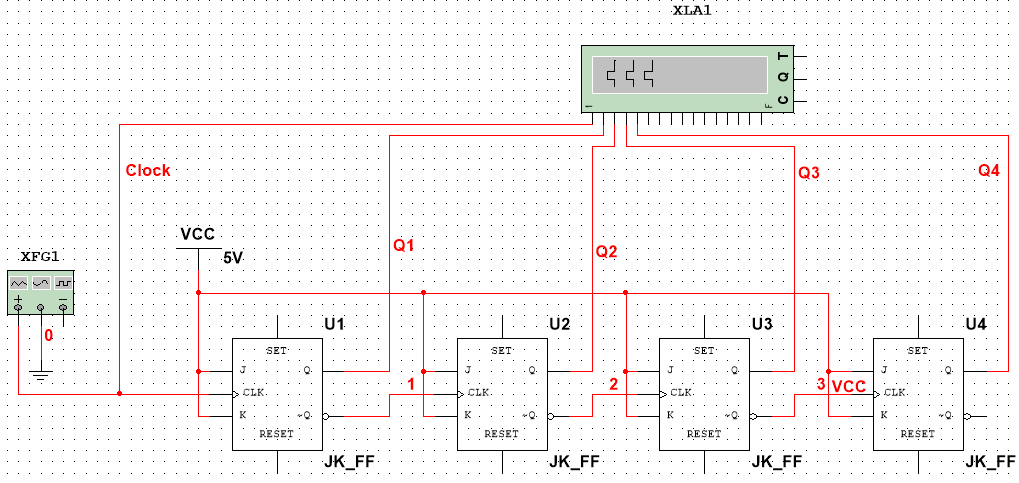 XLA1
T
Q
C
1
F
Clock
Q3
Q4
VCC
Q1
Q2
5V
XFG1
+
−
0
U1
U2
U3
U4
SET
SET
SET
SET
J
Q
J
Q
J
Q
J
Q
1
2
3
VCC
CLK
CLK
CLK
CLK
K
~Q
K
~Q
K
~Q
K
~Q
RESET
RESET
RESET
RESET
JK_FF
JK_FF
JK_FF
JK_FF